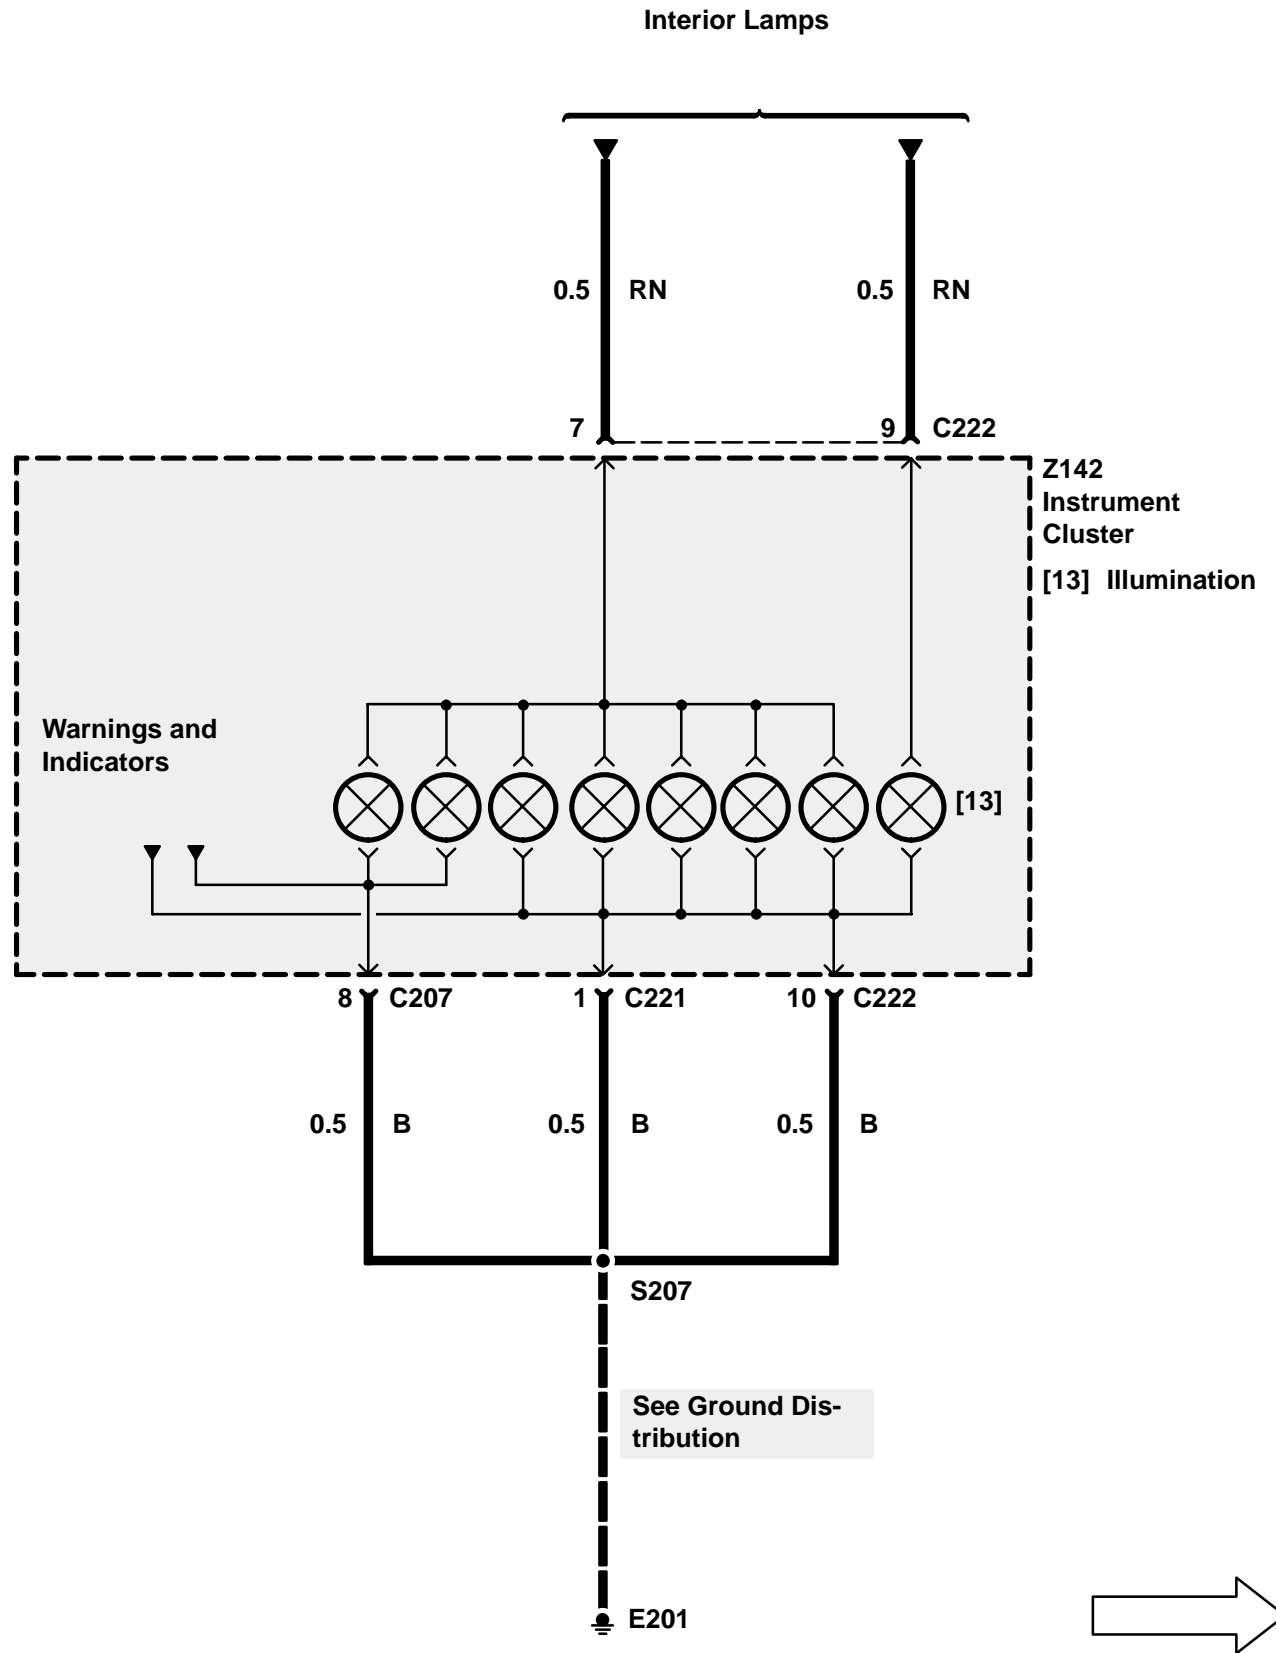 Interior Lamps
0.5 RN 0.5 RN
7 9 C222
Z142
Instrument
Cluster
[13] Illumination
Warnings and
Indicators
[13]
8 C207 1 C221 10 C222
0.5 B 0.5 B 0.5 B
S207
See Ground Dis-
tribution
E201